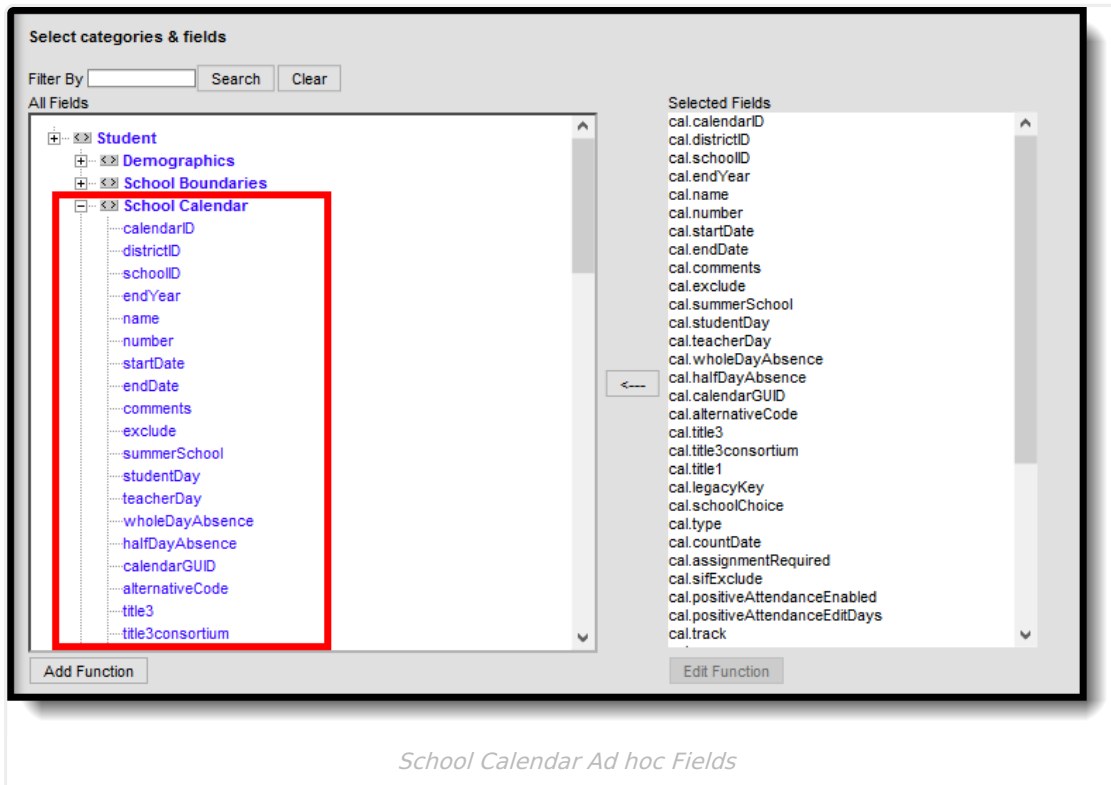 Select categories & fields
Filter By
Search
Clear
All Fields
Student
Demographics
School Boundaries
School Calendar
calendarID
districtID
schoolID
endYear
name
number
startDate
endDate
comments
exclude
summerSchool
studentDay
teacherDay
wholeDayAbsence
halfDayAbsence
calendarGUID
alternativeCode
title3
title3consortium
Add Function
<---
Selected Fields
cal.calendarID
cal.districtID
cal.schoolID
cal.endYear
cal.name
cal.number
cal.startDate
cal.endDate
cal.comments
cal.exclude
cal.summerSchool
cal.studentDay
cal.teacherDay
cal.wholeDayAbsence
cal.halfDayAbsence
cal.calendarGUID
cal.alternativeCode
cal.title3
cal.title3consortium
cal.title1
cal.legacyKey
cal.schoolChoice
cal.type
cal.countDate
cal.assignmentRequired
cal.sifExclude
cal.positiveAttendanceEnabled
cal.positiveAttendanceEditDays
cal.track
Edit Function
School Calendar Ad hoc Fields